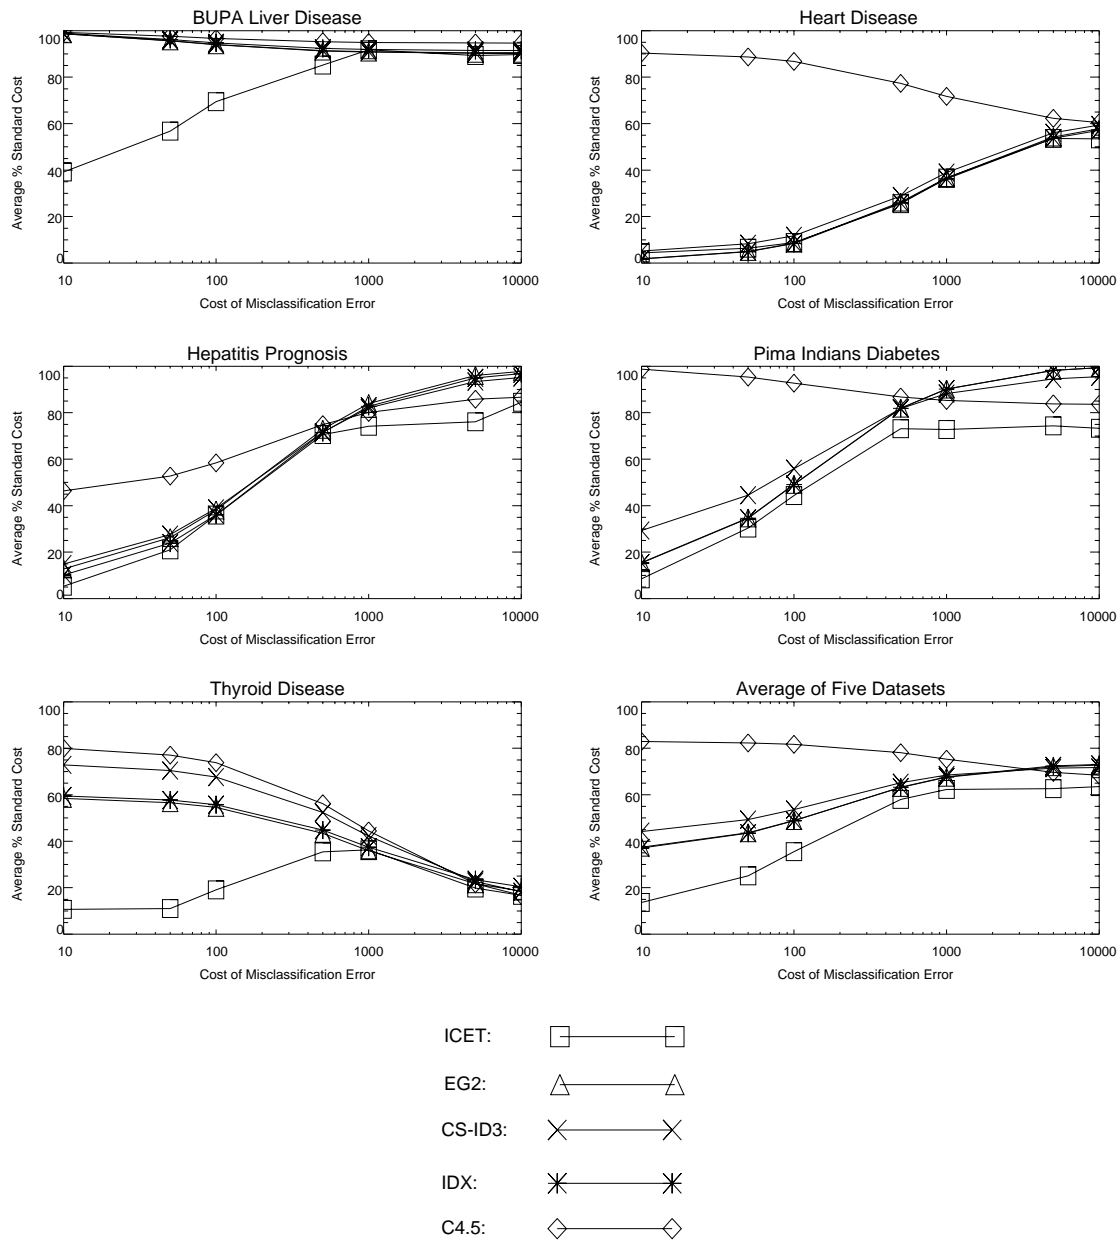 BUPA Liver Disease
Average % Standard Cost
100
80
60
40
20
0
10 100 1000 10000
Cost of Misclassification Error
Heart Disease
Average % Standard Cost
100
80
60
40
20
0
10 100 1000 10000
Cost of Misclassification Error
Hepatitis Prognosis
Average % Standard Cost
100
80
60
40
20
0
10 100 1000 10000
Cost of Misclassification Error
Pima Indians Diabetes
Average % Standard Cost
100
80
60
40
20
0
10 100 1000 10000
Cost of Misclassification Error
Thyroid Disease
Average % Standard Cost
100
80
60
40
20
0
10 100 1000 10000
Cost of Misclassification Error
Average of Five Datasets
Average % Standard Cost
100
80
60
40
20
0
10 100 1000 10000
Cost of Misclassification Error
ICET:
EG2:
CS-ID3:
IDX:
C4.5: